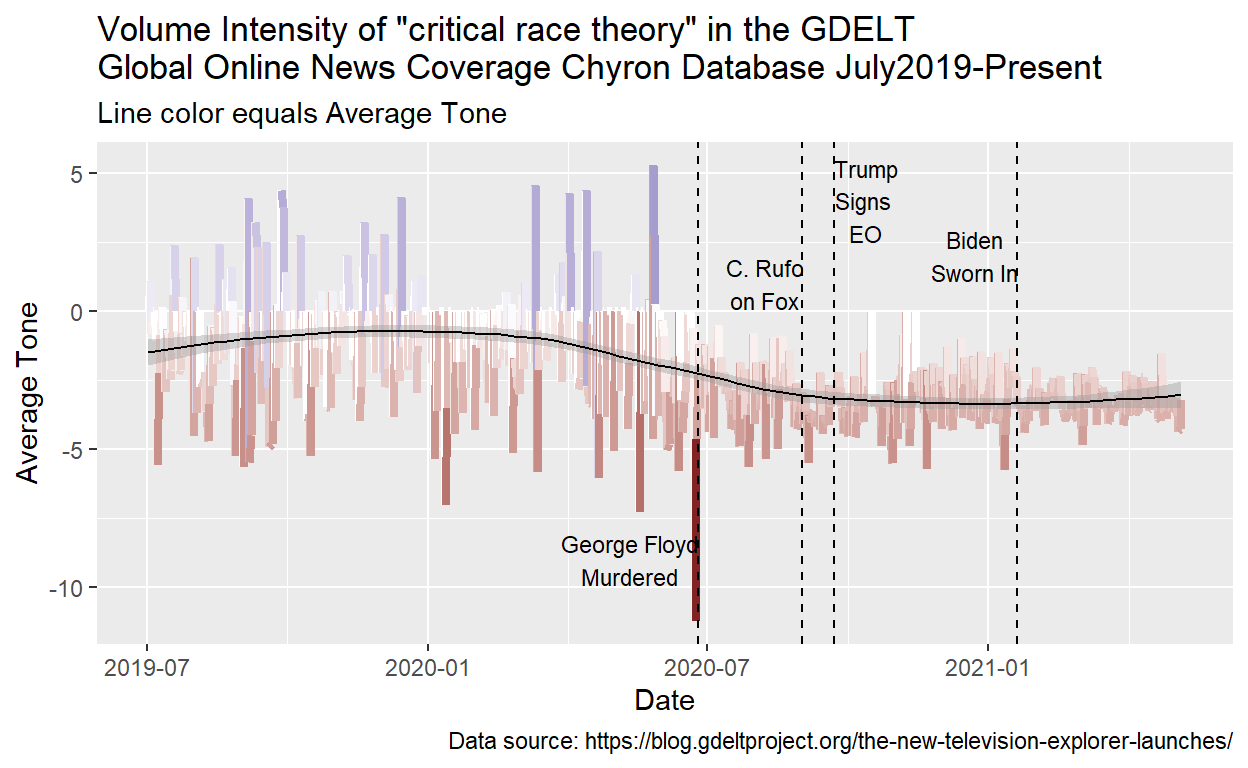 Volume Intensity of "critical race theory" in the GDELT
Global Online News Coverage Chyron Database July2019-Present
Line color equals Average Tone
Average Tone
5
0
-5
-10
Trump
Signs
EO
Biden
Sworn In
C. Rufo
on Fox
George Floyd
Murdered
2019-07
2020-01
2020-07
2021-01
Date
Data source: https://blog.gdeltproject.org/the-new-television-explorer-launches/